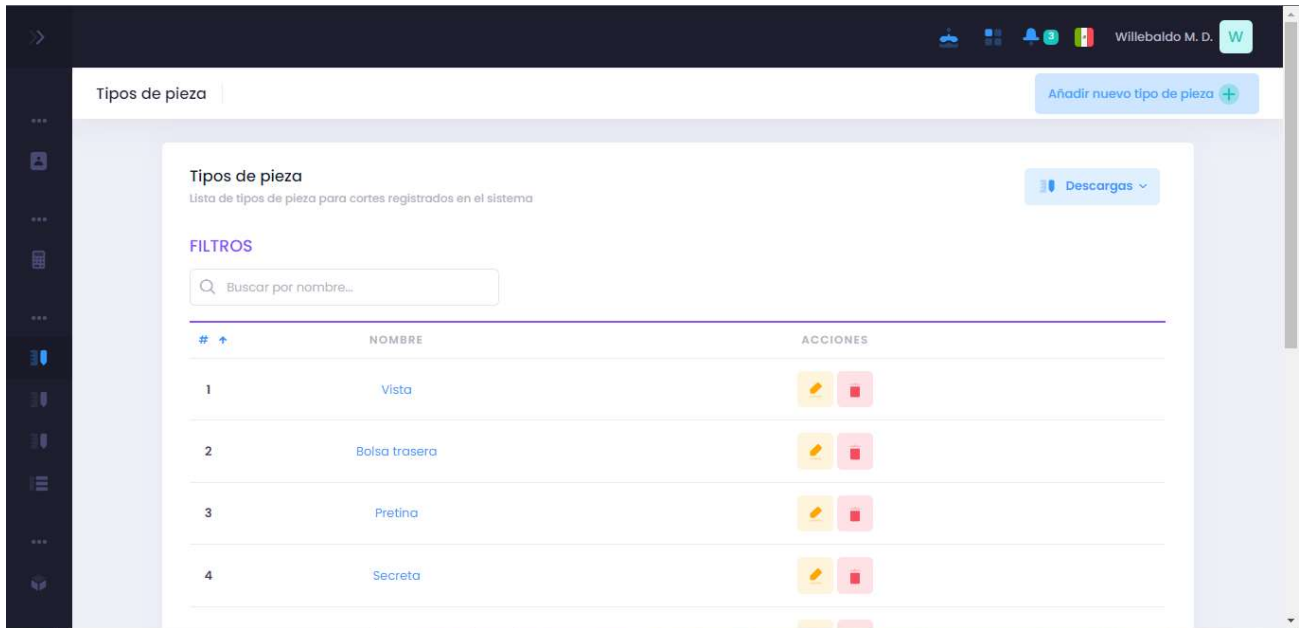 3 Willebaldo M. D. W
Tipos de pieza
Añadir nuevo tipo de pieza
Tipos de pieza
Lista de tipos de pieza para cortes registrados en el sistema
Descargas
FILTROS
Buscar por nombre...
# NOMBRE ACCIONES
1 Vista
2 Bolsa trasera
3 Pretina
4 Secreta